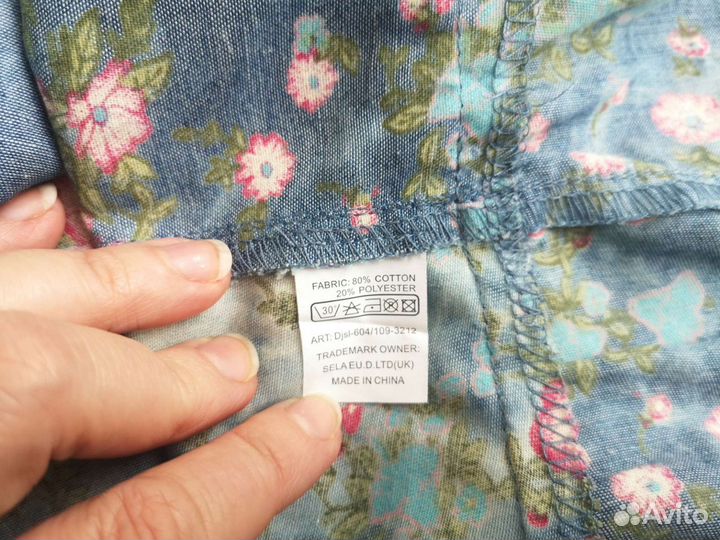 FABRIC: 80% COTTON
20% POLYESTER
30
ART: Djsl-604/109-3212
TRADEMARK OWNER:
SELA EU.D.LTD(UK)
MADE IN CHINA
Avito